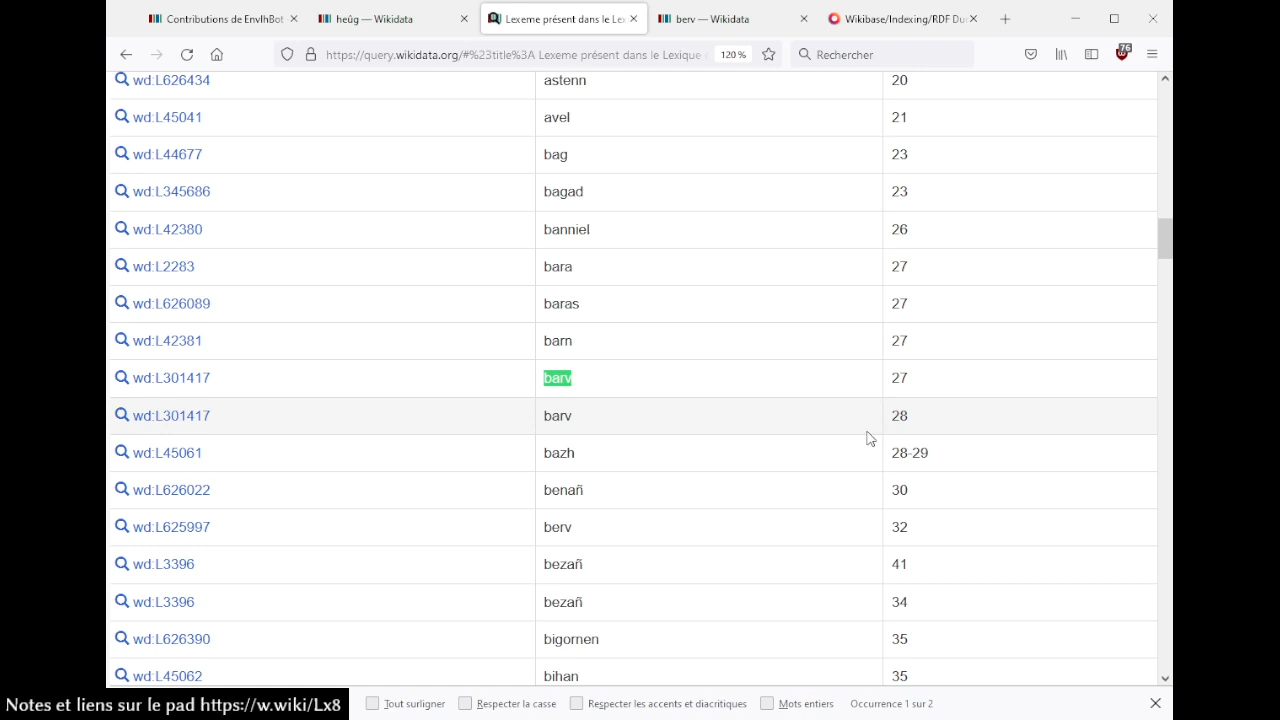 Contributions de EnvlhBot
heûg — Wikidata
Lexeme présent dans le Lex
berv — Wikidata
Wikibase/Indexing/RDF Du
https://query.wikidata.org/#%23title%3A Lexeme présent dans le Lexique 120 % Rechercher 76
wd:L626434 astenn 20
wd:L45041 avel 21
wd:L44677 bag 23
wd:L345686 bagad 23
wd:L42380 banniel 26
wd:L2283 bara 27
wd:L626089 baras 27
wd:L42381 barn 27
wd:L301417 barv 27
wd:L301417 barv 28
wd:L45061 bazh 28-29
wd:L626022 benañ 30
wd:L625997 berv 32
wd:L3396 bezañ 41
wd:L3396 bezañ 34
wd:L626390 bigornen 35
wd:L45062 bihan 35
Notes et liens sur le pad https://w.wiki/Lx8
Tout surligner Respecter la casse Respecter les accents et diacritiques Mots entiers Occurrence 1 sur 2